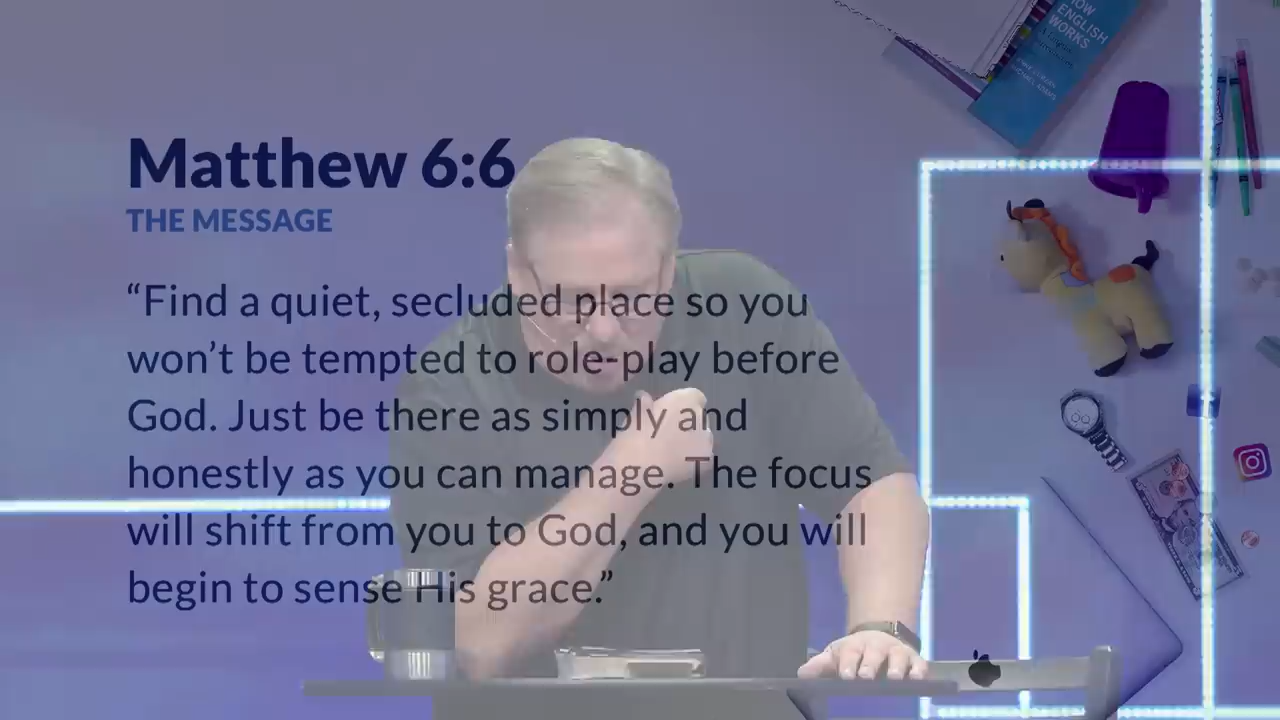 HOW
ENGLISH
WORKS
Matthew 6:6
THE MESSAGE
“Find a quiet, secluded place so you
won’t be tempted to role-play before
God. Just be there as simply and
honestly as you can manage. The focus
will shift from you to God, and you will
begin to sense His grace.”